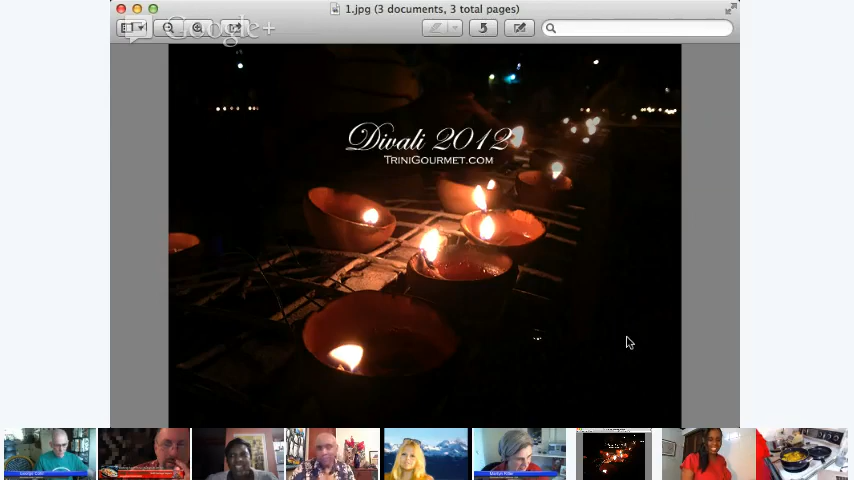 1.jpg (3 documents, 3 total pages)
Google+
Divali 2012
TriniGourmet.com